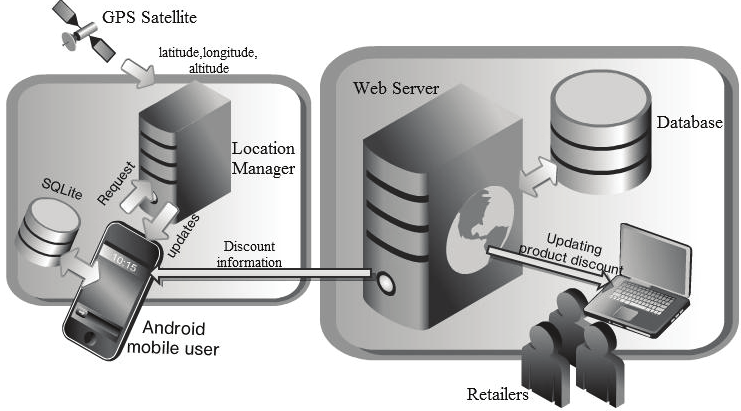 GPS Satellite
latitude,longitude,
altitude
Web Server
Database
Location
Manager
Request
SQLite
updates
Discount
information
Updating
product discount
10:15
Android
mobile user
Retailers